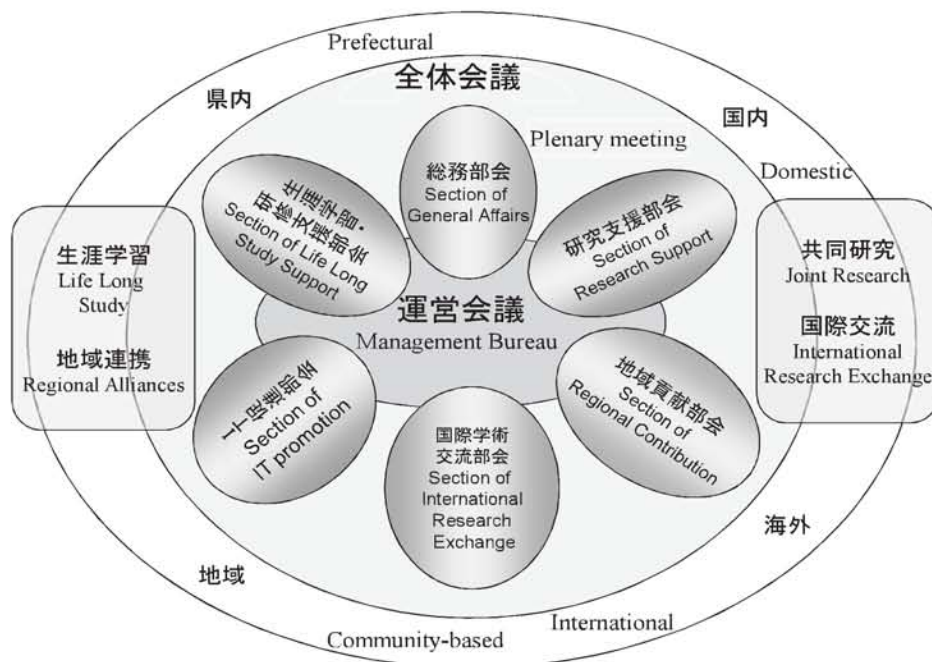 Prefectural
県内
全体会議
Plenary meeting
国内
Domestic
総務部会
Section of
General Affairs
生涯学習・
研修支援部会
Section of Life Long
Study Support
研究支援部会
Section of
Research Support
生涯学習
Life Long
Study
地域連携
Regional Alliances
運営会議
Management Bureau
共同研究
Joint Research
国際交流
International
Research Exchange
IT促進部会
Section of
IT promotion
国際学術
交流部会
Section of
International
Research
Exchange
地域貢献部会
Section of
Regional Contribution
地域
海外
Community-based
International